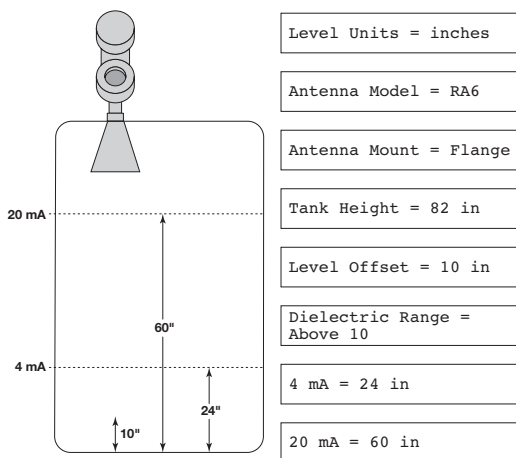 Level Units = inches
Antenna Model = RA6
Antenna Mount = Flange
Tank Height = 82 in
Level Offset = 10 in
Dielectric Range =
Above 10
4 mA = 24 in
20 mA = 60 in
20 mA
60"
4 mA
24"
10"